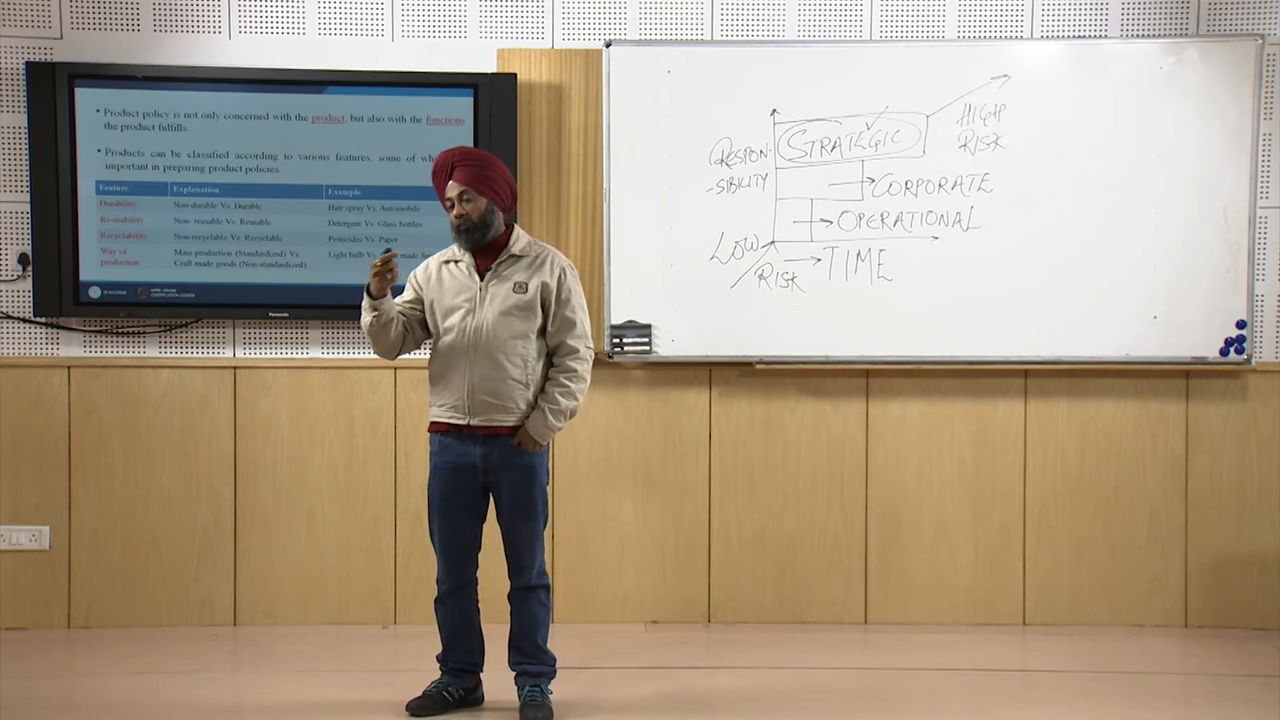 • Product policy is not only concerned with the product, but also with the functions
the product fulfills.
• Products can be classified according to various features, some of
important in preparing product policies.
Feature Explanation Example
Durability Non-durable Vs. Durable Hair spray Vs. Automobile
Re-usability Non- reusable Vs. Reusable Detergent Vs. Glass bottles
Recyclability Non-recyclable Vs. Recyclable Pesticides Vs. Paper
Way of production Mass production (Standardized) Vs. Craft made goods (Non-standardized) Light bulb Vs. made
Panasonic
RESPON-
-SIBILITY
STRATEGIC
HIGH
RISK
CORPORATE
OPERATIONAL
LOW
RISK
TIME